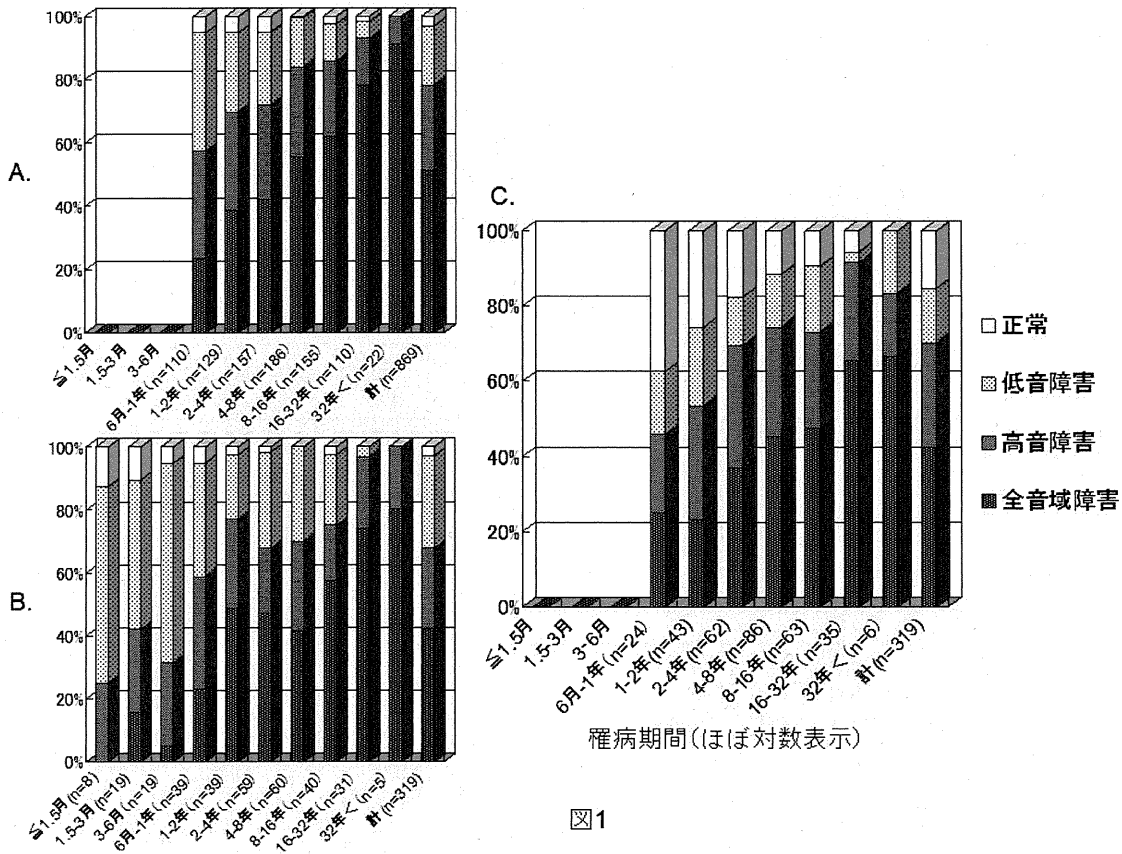 A.
100%
80%
60%
40%
20%
0%
≦1.5月
1.5-3月
3-6月
6月-1年(n=110)
1-2年(n=129)
2-4年(n=157)
4-8年(n=186)
8-16年(n=155)
16-32年(n=110)
32年<(n=22)
計(n=869)
B.
100%
80%
60%
40%
20%
0%
≦1.5月(n=8)
1.5-3月(n=19)
3-6月(n=19)
6月-1年(n=39)
1-2年(n=39)
2-4年(n=59)
4-8年(n=60)
8-16年(n=40)
16-32年(n=31)
32年<(n=5)
計(n=319)
C.
100%
80%
60%
40%
20%
0%
≦1.5月
1.5-3月
3-6月
6月-1年(n=24)
1-2年(n=43)
2-4年(n=62)
4-8年(n=86)
8-16年(n=63)
16-32年(n=35)
32年<(n=6)
計(n=319)
罹病期間(ほぼ対数表示)
正常
低音障害
高音障害
全音域障害
図1